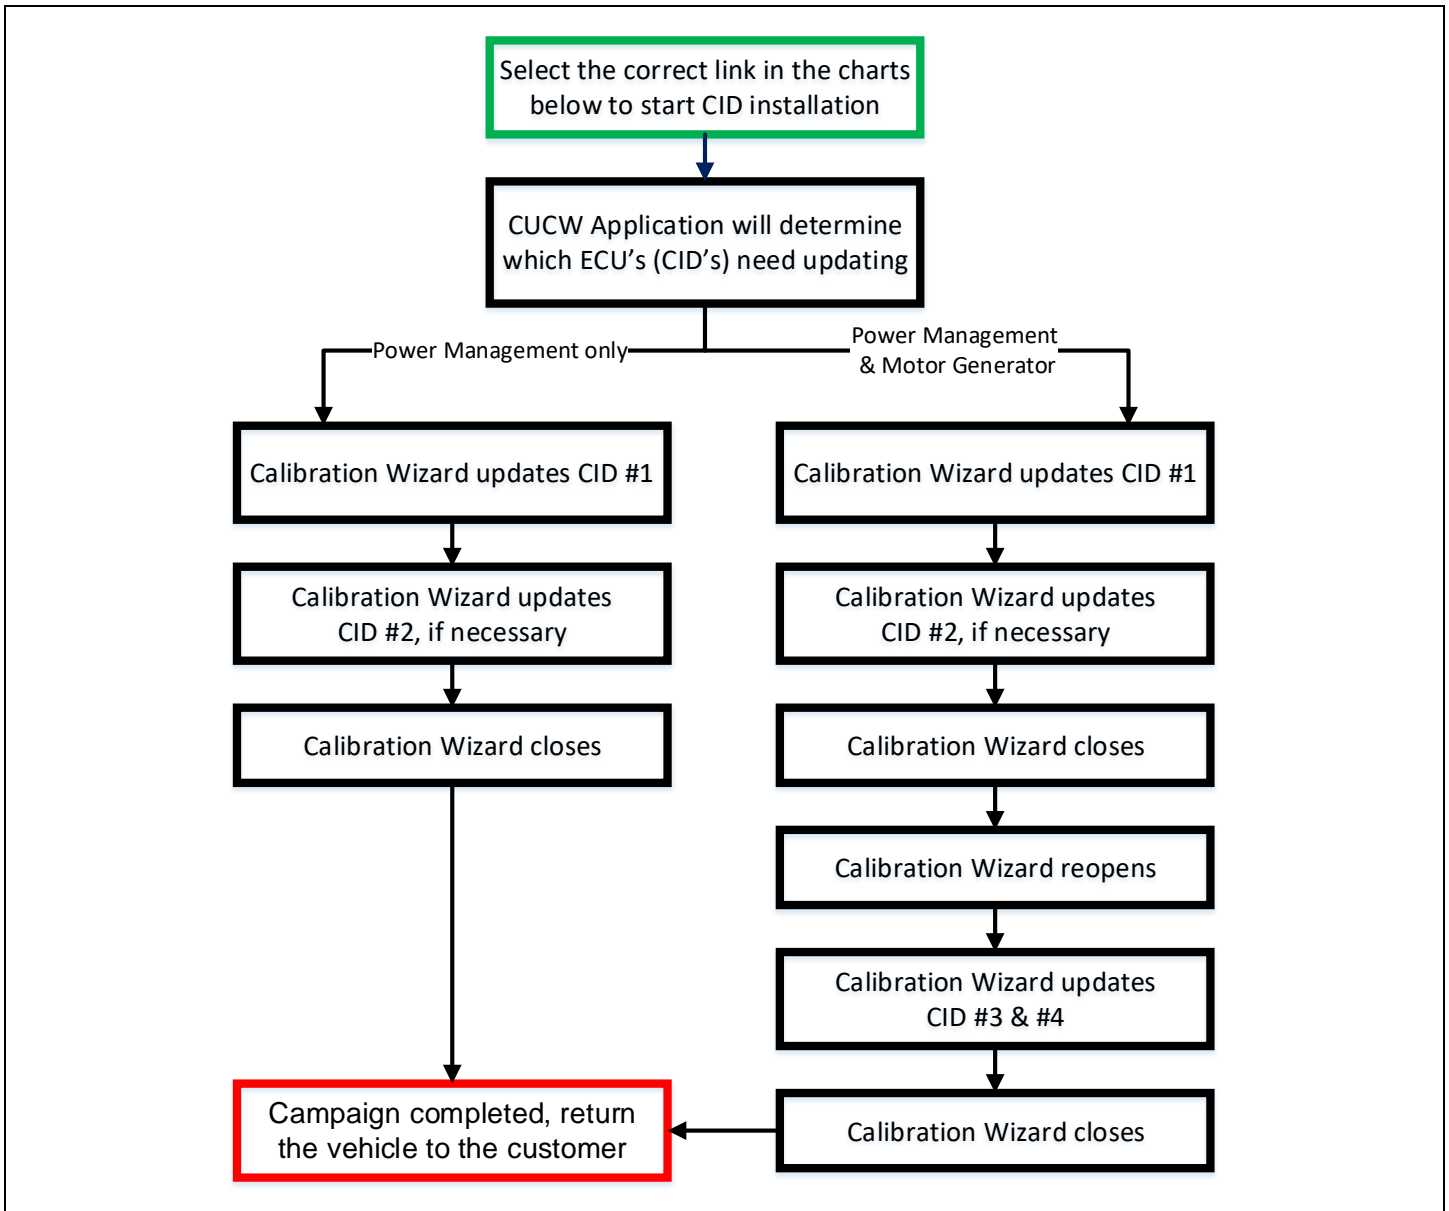 Select the correct link in the charts
below to start CID installation
CUCW Application will determine
which ECU's (CID's) need updating
Power Management only
Power Management
& Motor Generator
Calibration Wizard updates CID #1
Calibration Wizard updates
CID #2, if necessary
Calibration Wizard closes
Calibration Wizard updates CID #1
Calibration Wizard updates
CID #2, if necessary
Calibration Wizard closes
Calibration Wizard reopens
Calibration Wizard updates
CID #3 & #4
Calibration Wizard closes
Campaign completed, return
the vehicle to the customer